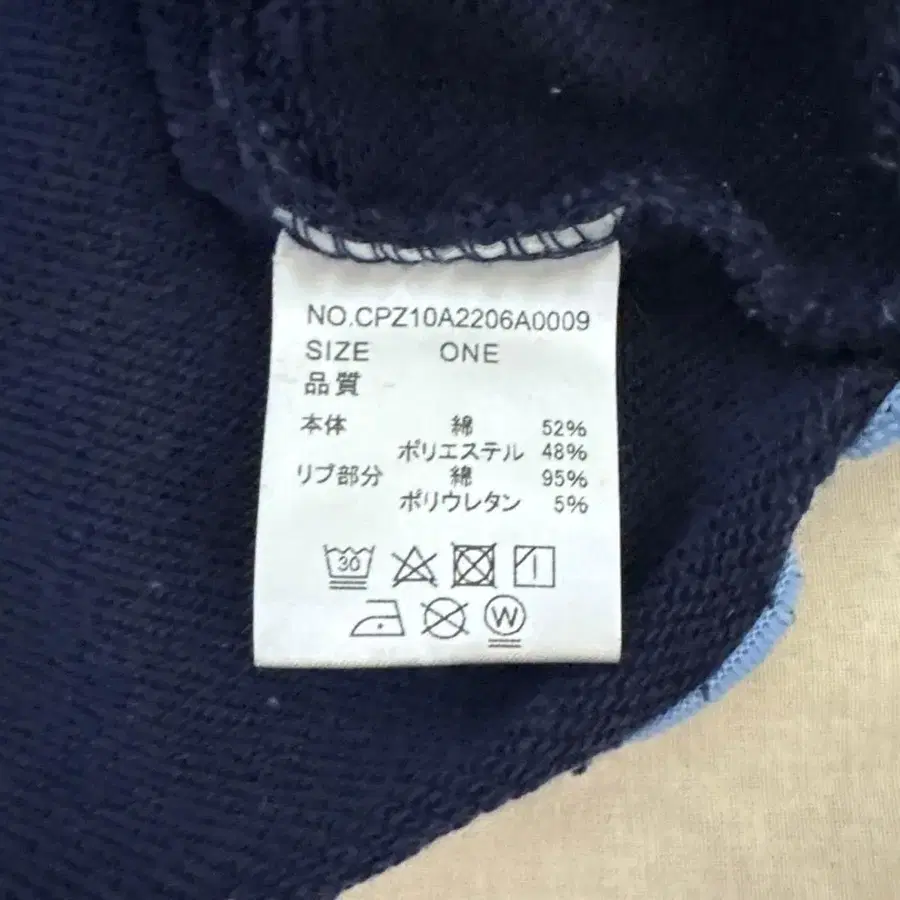 NO.CPZ10A2206A0009
SIZE ONE
品質
本体 綿 52%
ポリエステル 48%
リブ部分 綿 95%
ポリウレタン 5%
30
W